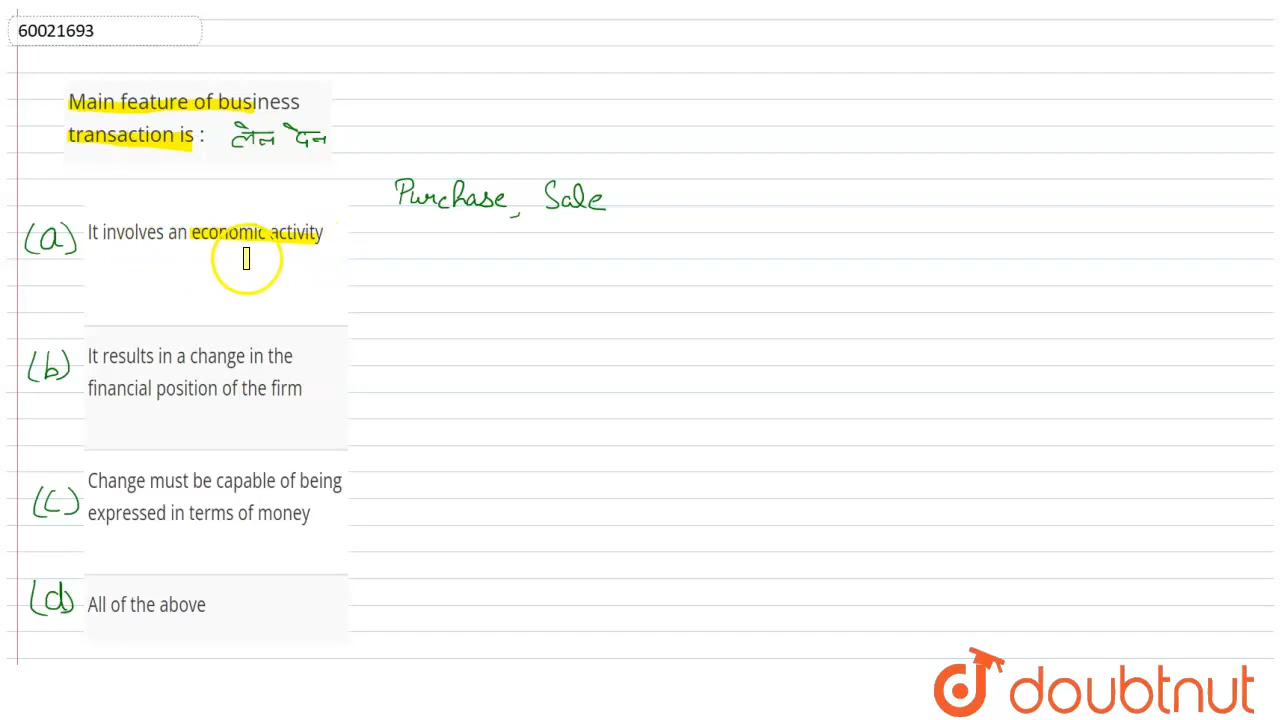 60021693
Main feature of business
transaction is : लेन देन
Purchase, Sale
(a) It involves an economic activity
(b) It results in a change in the
financial position of the firm
(c) Change must be capable of being
expressed in terms of money
(d) All of the above
doubtnut